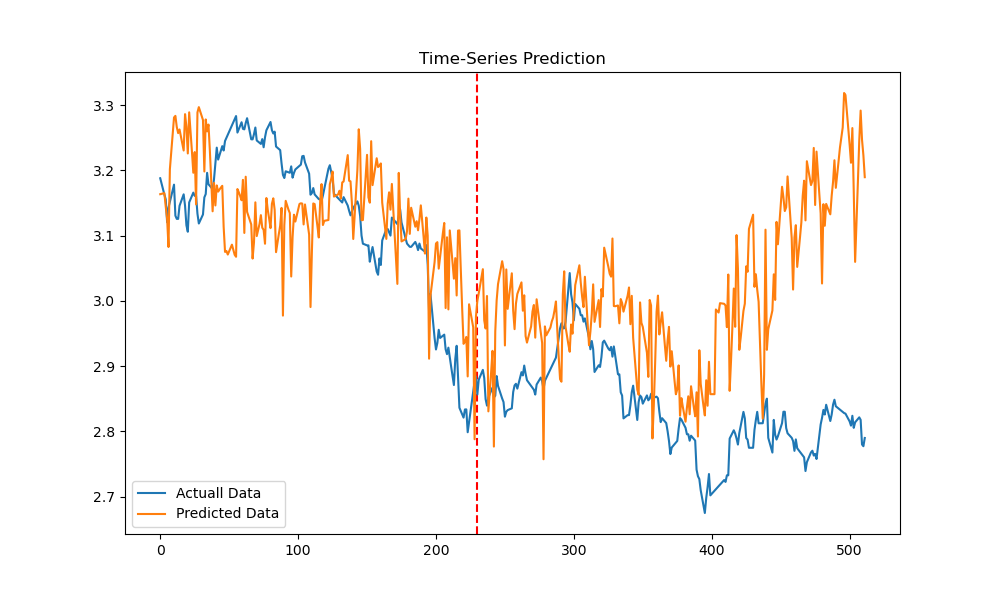 Time-Series Prediction
3.3
3.2
3.1
3.0
2.9
2.8
2.7
Actuall Data
Predicted Data
0 100 200 300 400 500